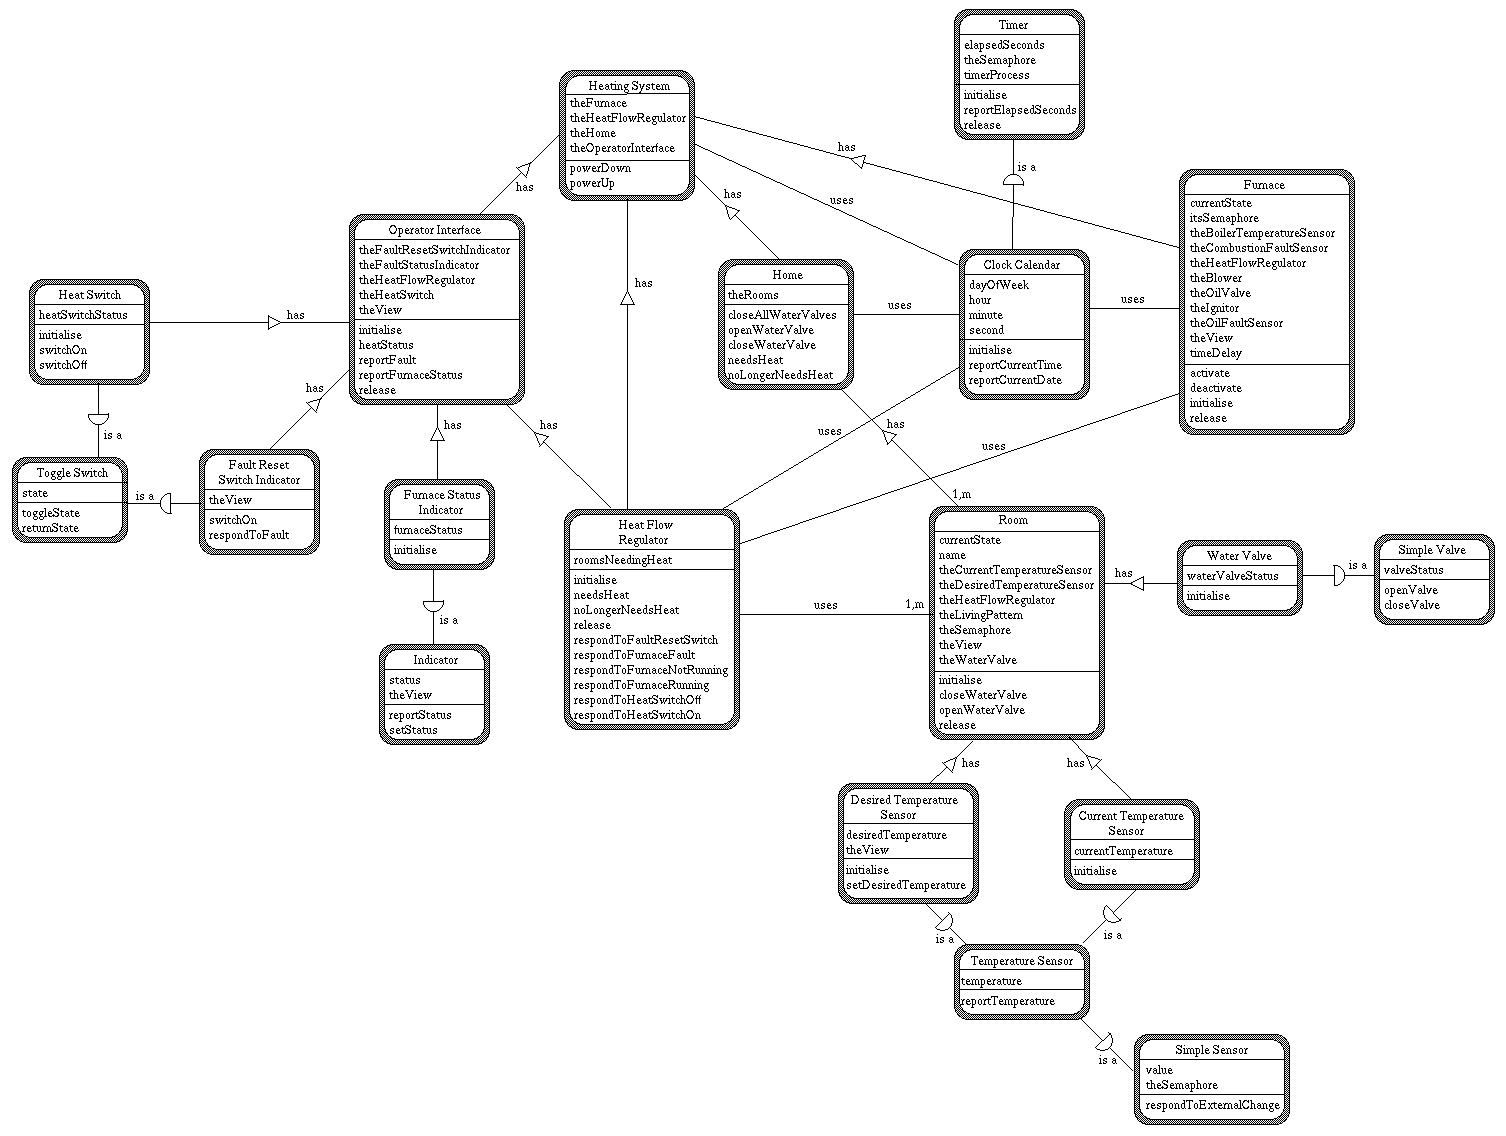 Timer
elapsedSeconds
theSemaphore
timerProcess
initialise
reportElapsedSeconds
release
is a
Heating System
theFurnace
theHeatFlowRegulator
theHome
theOperatorInterface
powerDown
powerUp
has
has
has
uses
has
Furnace
currentState
itsSemaphore
theBoilerTemperatureSensor
theCombustionFaultSensor
theHeatFlowRegulator
theBlower
theOilValve
theIgnitor
theOilFaultSensor
theView
timeDelay
activate
deactivate
initialise
release
Operator Interface
theFaultResetSwitchIndicator
theFaultStatusIndicator
theHeatFlowRegulator
theHeatSwitch
theView
initialise
heatStatus
reportFault
reportFurnaceStatus
release
Home
theRooms
closeAllWaterValves
openWaterValve
closeWaterValve
needsHeat
noLongerNeedsHeat
uses
Clock Calendar
dayOfWeek
hour
minute
second
initialise
reportCurrentTime
reportCurrentDate
uses
Heat Switch
heatSwitchStatus
initialise
switchOn
switchOff
has
is a
has
has
has
uses
has
uses
1,m
Toggle Switch
state
toggleState
returnState
is a
Fault Reset
Switch Indicator
theView
switchOn
respondToFault
Furnace Status
Indicator
furnaceStatus
initialise
is a
Indicator
status
theView
reportStatus
setStatus
Heat Flow
Regulator
roomsNeedingHeat
initialise
needsHeat
noLongerNeedsHeat
release
respondToFaultResetSwitch
respondToFurnaceFault
respondToFurnaceNotRunning
respondToFurnaceRunning
respondToHeatSwitchOff
respondToHeatSwitchOn
uses
1,m
Room
currentState
name
theCurrentTemperatureSensor
theDesiredTemperatureSensor
theHeatFlowRegulator
theLivingPattern
theSemaphore
theView
theWaterValve
initialise
closeWaterValve
openWaterValve
release
has
Water Valve
waterValveStatus
initialise
is a
Simple Valve
valveStatus
openValve
closeValve
has
has
Desired Temperature
Sensor
desiredTemperature
theView
initialise
setDesiredTemperature
Current Temperature
Sensor
currentTemperature
initialise
is a
is a
Temperature Sensor
temperature
reportTemperature
is a
Simple Sensor
value
theSemaphore
respondToExternalChange